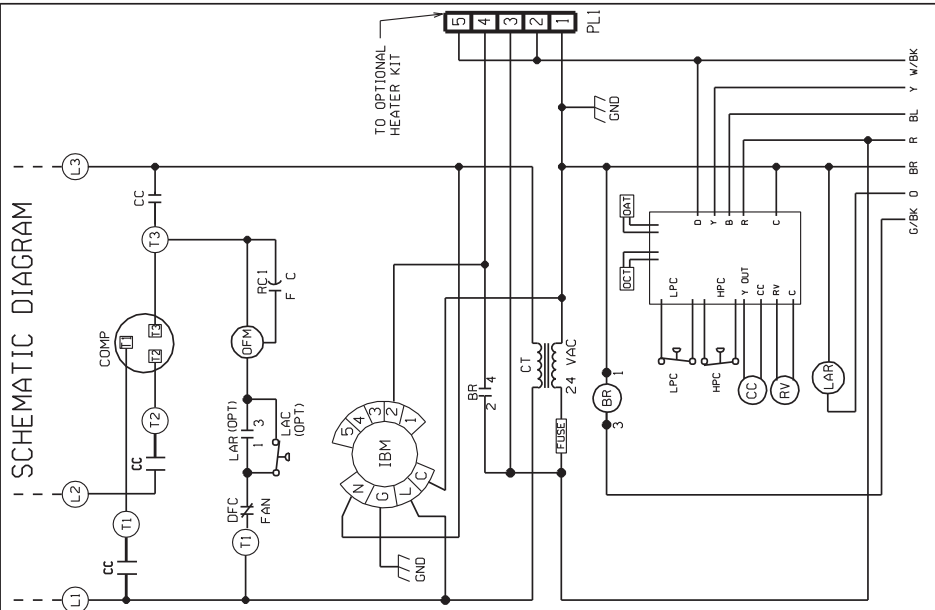 SCHEMATIC DIAGRAM
L1
L2
L3
CC
T1
CC
T2
COMP
T1
T2
T3
T3
CC
T1
DFC
FAN
LAR (OPT)
1 3
LAC
(OPT)
OFM
RC1
F C
IBM
5
4
3
2
1
N
G
L
C
GND
BR
2 4
CT
24 VAC
FUSE
TO OPTIONAL
HEATER KIT
5
4
3
2
1
PL1
GND
BR
3
1
OCT
OAT
LPC
HPC
Y OUT
CC
RV
C
D
Y
B
R
C
LPC
HPC
CC
RV
LAR
W/BK
Y
BL
R
BR
O
G/BK